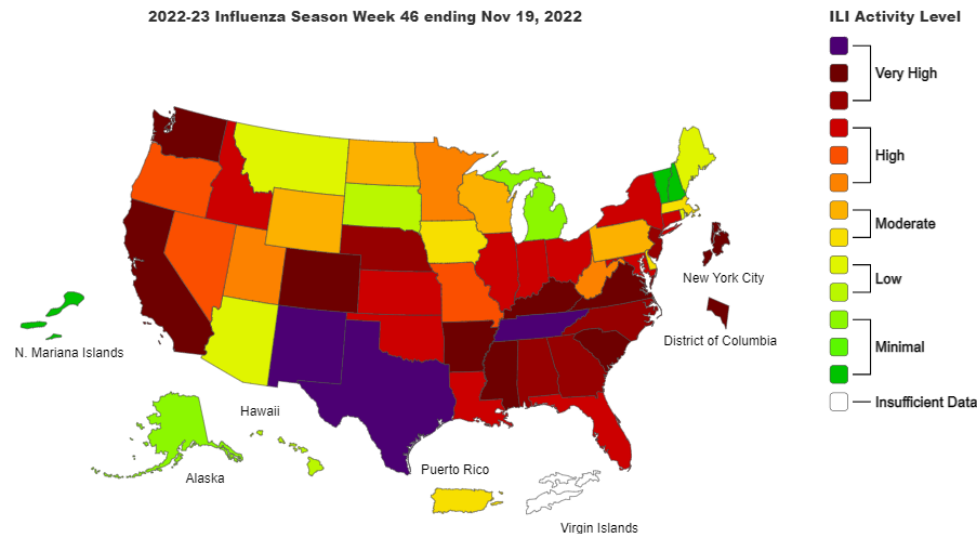 2022-23 Influenza Season Week 46 ending Nov 19, 2022
ILI Activity Level
Very High
High
Moderate
Low
Minimal
Insufficient Data
New York City
District of Columbia
N. Mariana Islands
Hawaii
Alaska
Puerto Rico
Virgin Islands